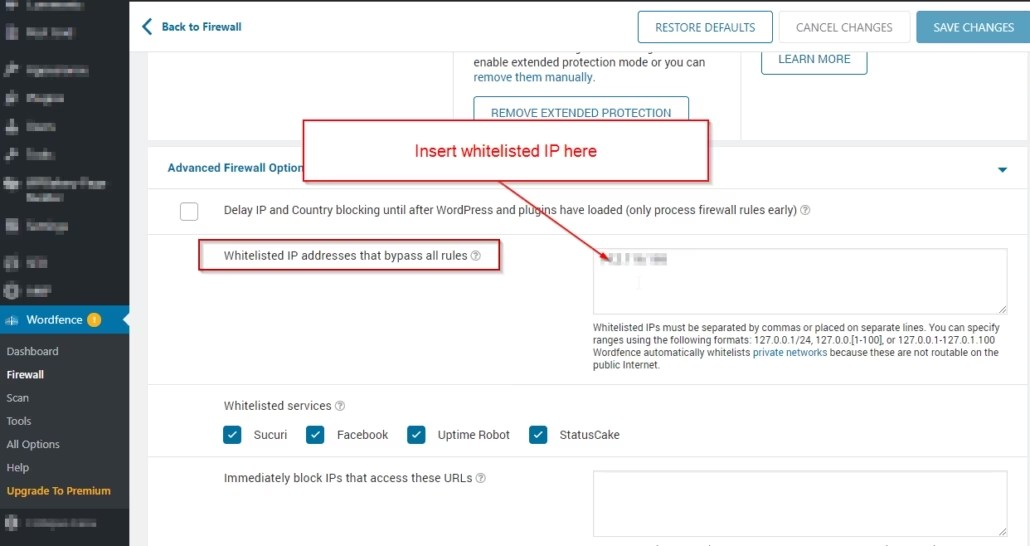 Back to Firewall
RESTORE DEFAULTS
CANCEL CHANGES
SAVE CHANGES
enable extended protection mode or you can
remove them manually.
LEARN MORE
REMOVE EXTENDED PROTECTION
Insert whitelisted IP here
Advanced Firewall Option
Delay IP and Country blocking until after WordPress and plugins have loaded (only process firewall rules early)
Whitelisted IP addresses that bypass all rules
Whitelisted IPs must be separated by commas or placed on separate lines. You can specify
ranges using the following formats: 127.0.0.1/24, 127.0.0.[1-100], or 127.0.0.1-127.0.1.100
Wordfence automatically whitelists private networks because these are not routable on the
public Internet.
Whitelisted services
Sucuri
Facebook
Uptime Robot
StatusCake
Immediately block IPs that access these URLs
Wordfence 1
Dashboard
Firewall
Scan
Tools
All Options
Help
Upgrade To Premium